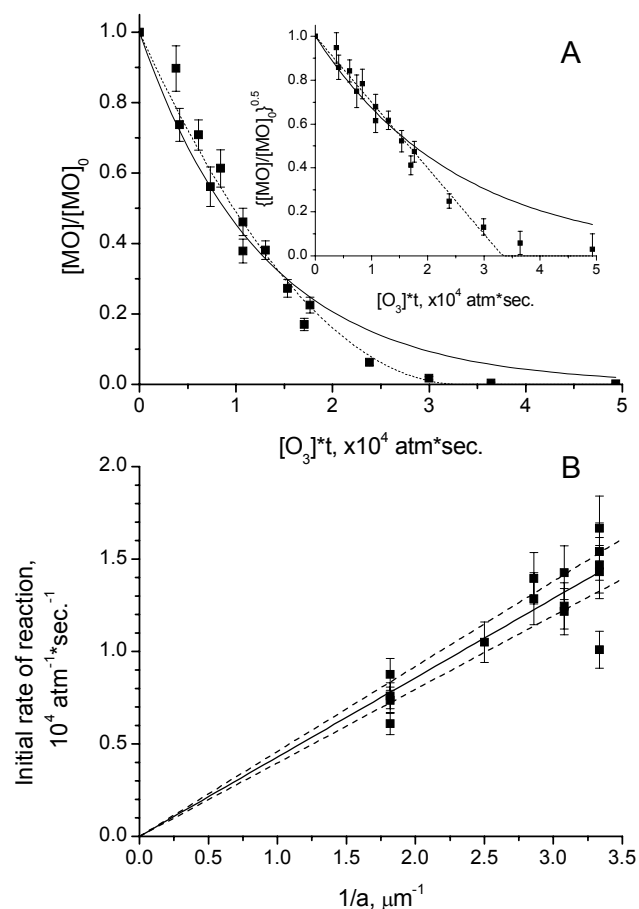 A
1.0
0.8
0.6
0.4
0.2
0.0
[MO]/[MO]0
0 1 2 3 4 5
[O3]*t, x10^4 atm*sec.
1.0
0.8
0.6
0.4
0.2
0.0
{[MO]/[MO]0}^0.5
0 1 2 3 4 5
[O3]*t, x10^4 atm*sec.
B
2.0
1.5
1.0
0.5
0.0
Initial rate of reaction,
10^4 atm^-1*sec.^-1
0.0 0.5 1.0 1.5 2.0 2.5 3.0 3.5
1/a, μm^-1